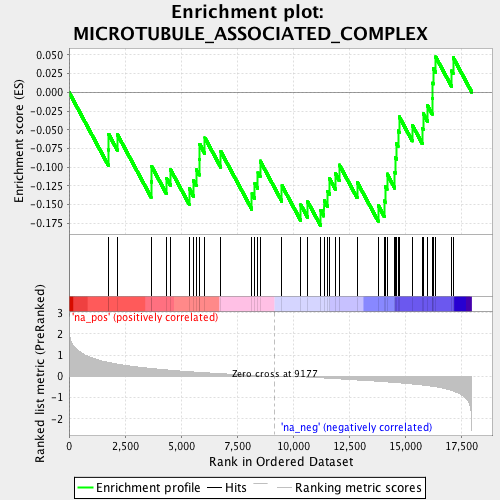 Enrichment plot:
MICROTUBULE_ASSOCIATED_COMPLEX
Enrichment score (ES)
0.050
0.025
0.000
-0.025
-0.050
-0.075
-0.100
-0.125
-0.150
-0.175
'na_pos' (positively correlated)
Ranked list metric (PreRanked)
3
2
1
0
-1
-2
Zero cross at 9177
'na_neg' (negatively correlated)
0
2,500
5,000
7,500
10,000
12,500
15,000
17,500
Rank in Ordered Dataset
Enrichment profile
Hits
Ranking metric scores